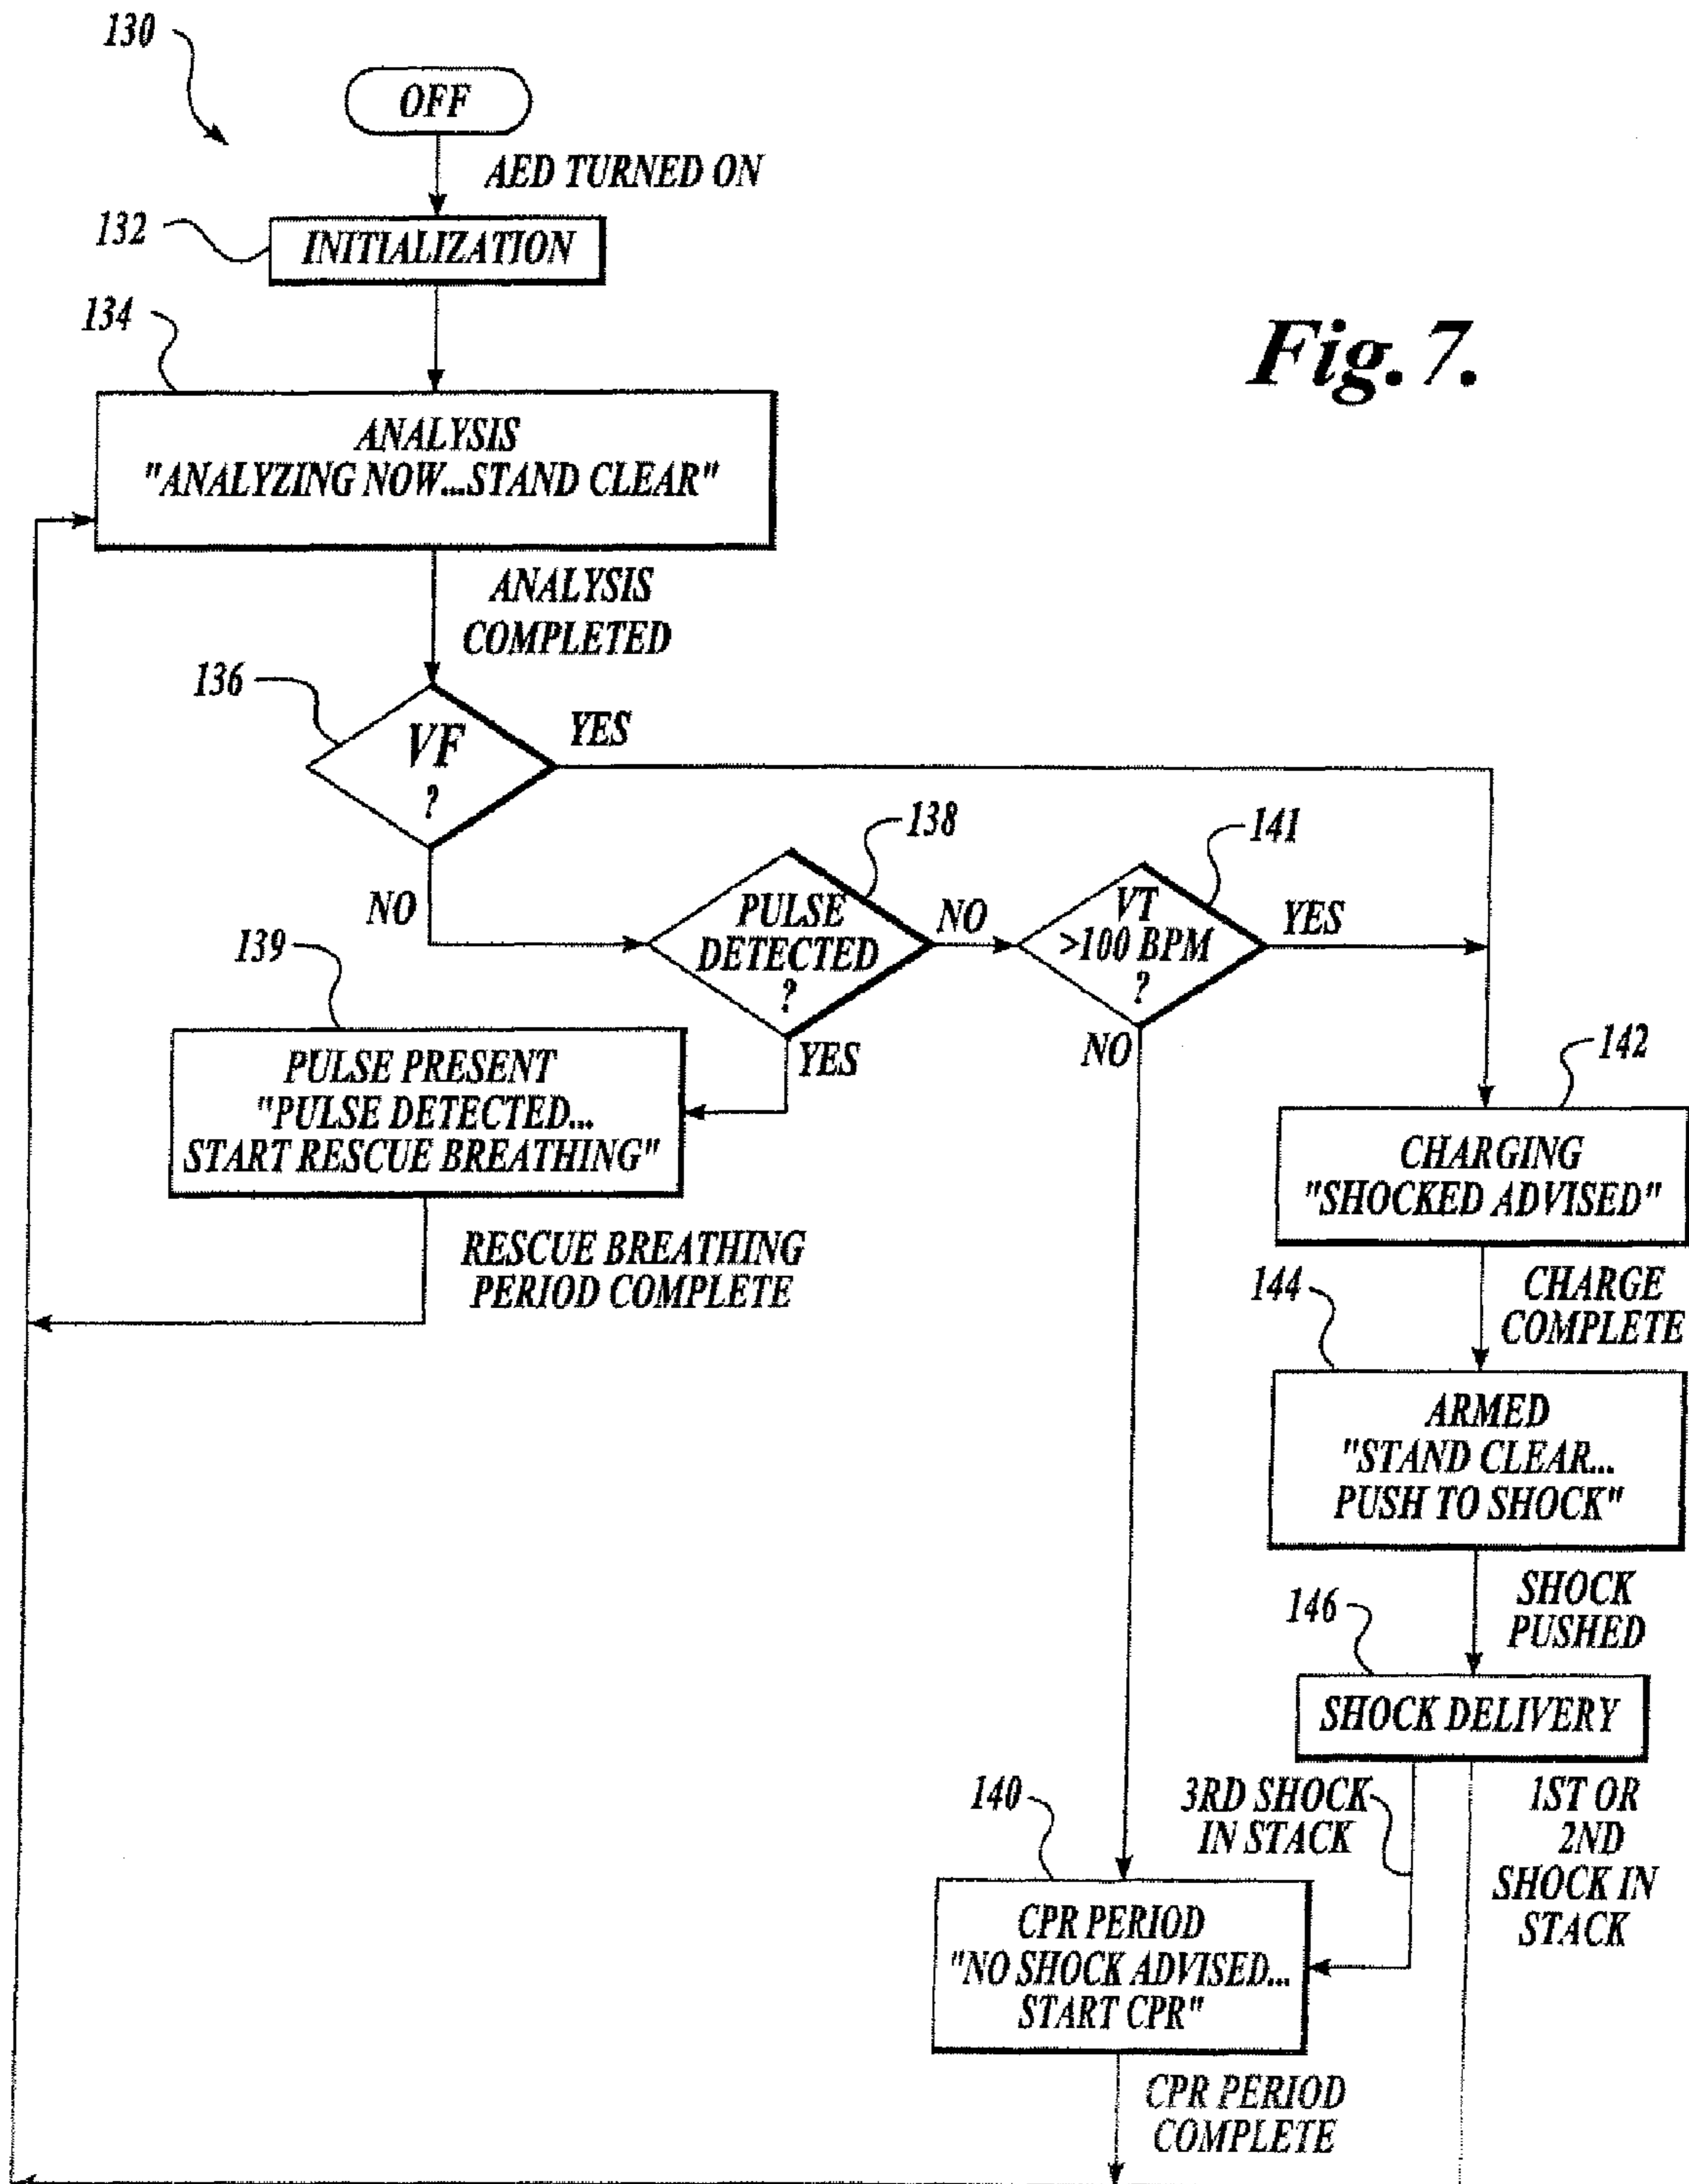 130
OFF
AED TURNED ON
132
INITIALIZATION
134
Fig. 7.
ANALYSIS
"ANALYZING NOW...STAND CLEAR"
ANALYSIS
COMPLETED
136
VF
?
YES
NO
138
PULSE
DETECTED
?
NO
YES
141
VT
>100 BPM
?
YES
NO
139
PULSE PRESENT
"PULSE DETECTED...
START RESCUE BREATHING"
RESCUE BREATHING
PERIOD COMPLETE
142
CHARGING
"SHOCKED ADVISED"
CHARGE
COMPLETE
144
ARMED
"STAND CLEAR...
PUSH TO SHOCK"
SHOCK
PUSHED
146
SHOCK DELIVERY
3RD SHOCK
IN STACK
1ST OR
2ND
SHOCK IN
STACK
140
CPR PERIOD
"NO SHOCK ADVISED...
START CPR"
CPR PERIOD
COMPLETE